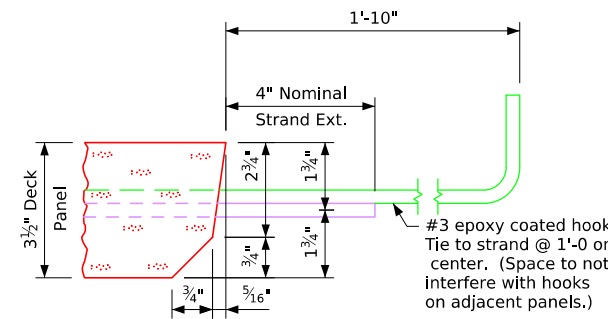 1'-10"
4" Nominal
Strand Ext.
3½" Deck
Panel
2¾"
¾"
1¾"
1¾"
¾"
5/16"
#3 epoxy coated hook
Tie to strand @ 1'-0 on
center. (Space to not
interfere with hooks
on adjacent panels.)